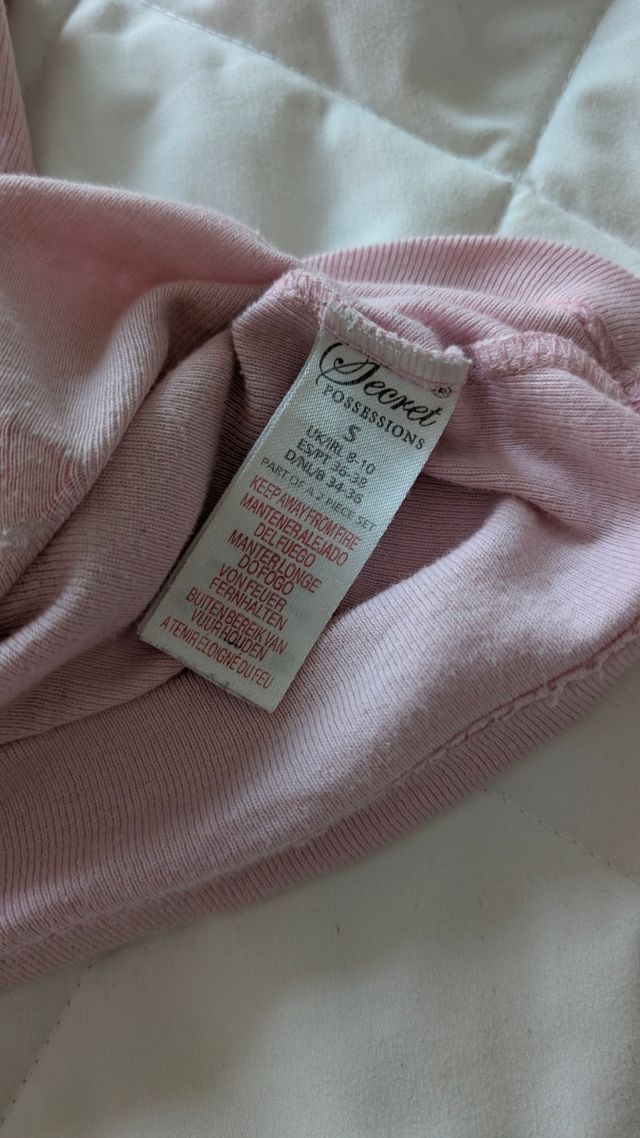 Secret®
POSSESSIONS
S
UK/IRL 8-10
ES/PT 36-38
D/NL/B 34-36
PART OF A 2 PIECE SET
KEEP AWAY FROM FIRE
MANTENER ALEJADO
DEL FUEGO
MANTER LONGE
DO FOGO
VON FEUER
FERNHALTEN
BUITEN BEREIK VAN
VUUR HOUDEN
A TENIR ÉLOIGNÉ DU FEU